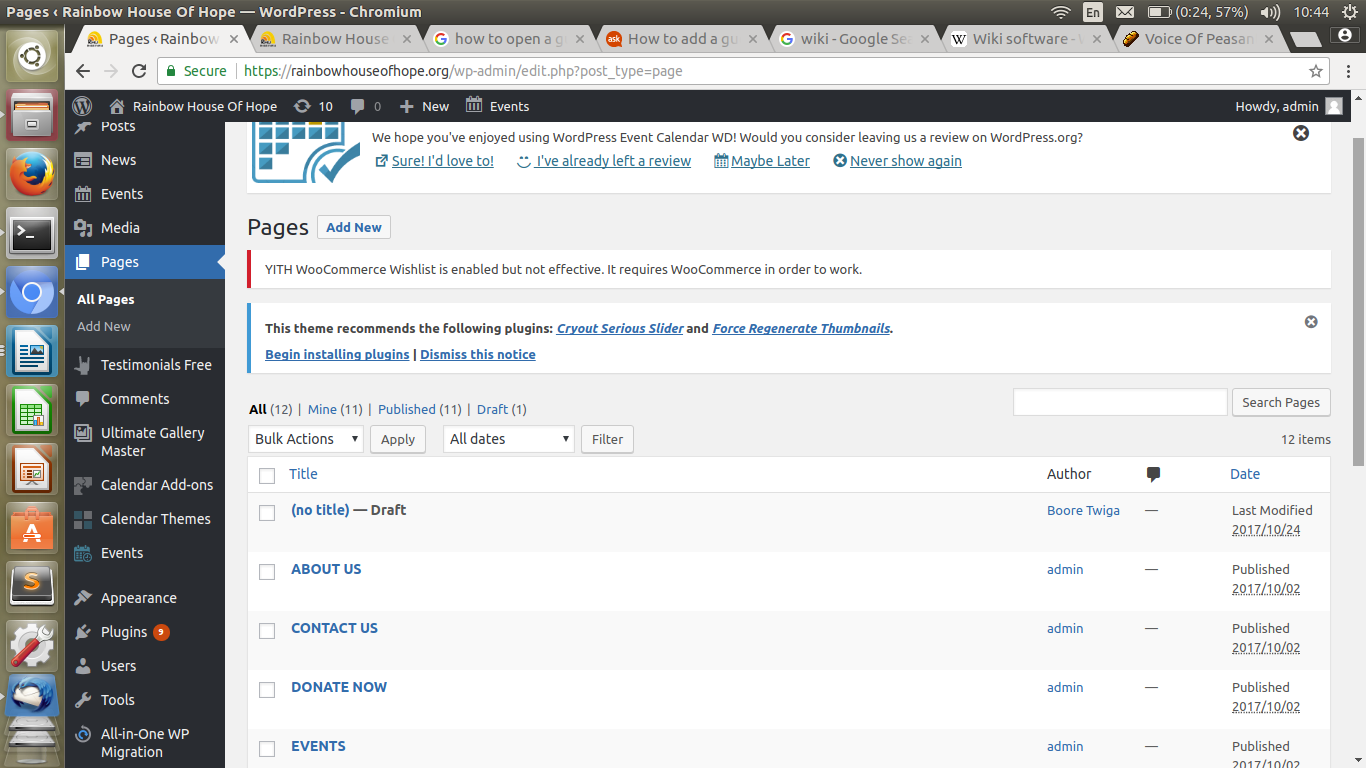 Pages ‹ Rainbow House Of Hope — WordPress - Chromium
En (0:24, 57%) 10:44
Pages ‹ Rainbow × Rainbow House × how to open a g × How to add a gu × wiki - Google Sea × Wiki software - × Voice Of Peasan ×
Secure https://rainbowhouseofhope.org/wp-admin/edit.php?post_type=page
Rainbow House Of Hope 10 0 New Events Howdy, admin
Posts
News
Events
Media
Pages
All Pages
Add New
Testimonials Free
Comments
Ultimate Gallery
Master
Calendar Add-ons
Calendar Themes
Events
Appearance
Plugins 9
Users
Tools
All-in-One WP
Migration
We hope you've enjoyed using WordPress Event Calendar WD! Would you consider leaving us a review on WordPress.org?
Sure! I'd love to! I've already left a review Maybe Later Never show again
Pages Add New
YITH WooCommerce Wishlist is enabled but not effective. It requires WooCommerce in order to work.
This theme recommends the following plugins: Cryout Serious Slider and Force Regenerate Thumbnails.
Begin installing plugins | Dismiss this notice
All (12) | Mine (11) | Published (11) | Draft (1) Search Pages
Bulk Actions Apply All dates Filter 12 items
Title Author Date
(no title) — Draft Boore Twiga — Last Modified
2017/10/24
ABOUT US admin — Published
2017/10/02
CONTACT US admin — Published
2017/10/02
DONATE NOW admin — Published
2017/10/02
EVENTS admin — Published
2017/10/02